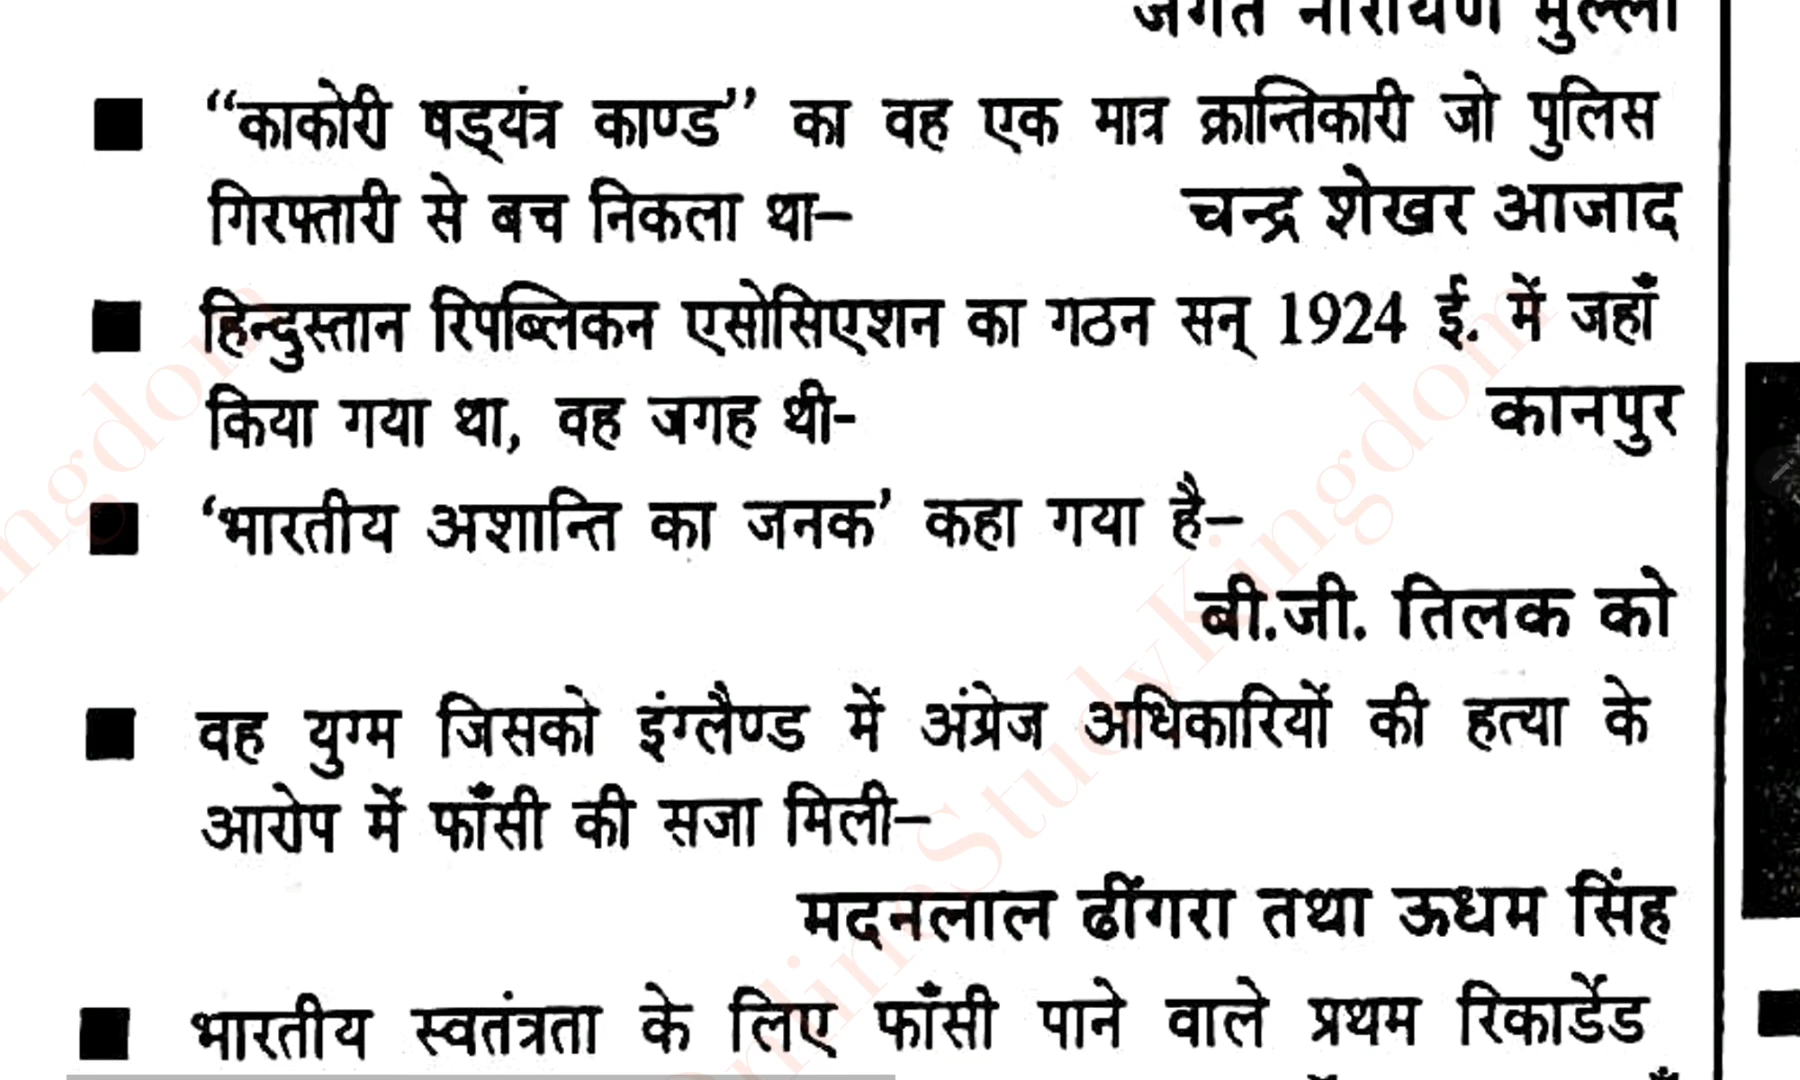 जगत नारायण मुल्ला
■ “काकोरी षड्यंत्र काण्ड” का वह एक मात्र क्रान्तिकारी जो पुलिस
गिरफ्तारी से बच निकला था– चन्द्र शेखर आजाद
■ हिन्दुस्तान रिपब्लिकन एसोसिएशन का गठन सन् 1924 ई. में जहाँ
किया गया था, वह जगह थी- कानपुर
■ ‘भारतीय अशान्ति का जनक’ कहा गया है–
बी.जी. तिलक को
■ वह युग्म जिसको इंग्लैण्ड में अंग्रेज अधिकारियों की हत्या के
आरोप में फाँसी की सजा मिली–
मदनलाल ढींगरा तथा ऊधम सिंह
■ भारतीय स्वतंत्रता के लिए फाँसी पाने वाले प्रथम रिकार्डेड
OnlineStudyKingdom
ngdom